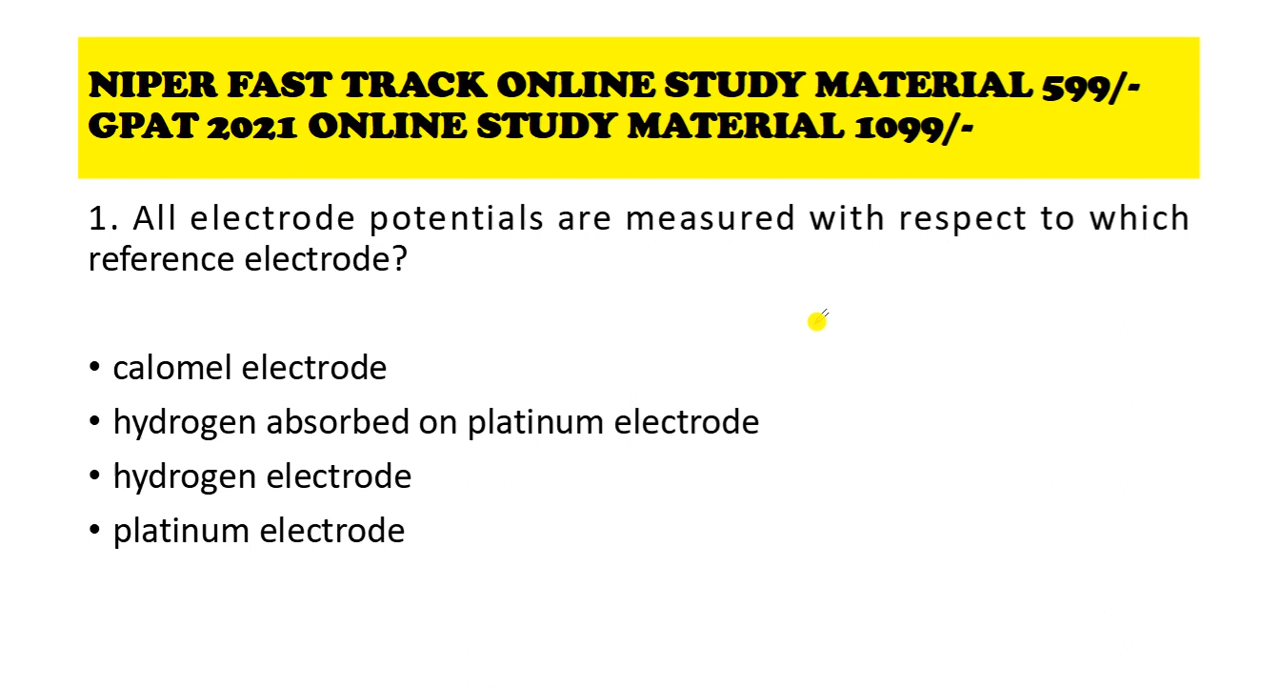 NIPER FAST TRACK ONLINE STUDY MATERIAL 599/-
GPAT 2021 ONLINE STUDY MATERIAL 1099/-
1. All electrode potentials are measured with respect to which
reference electrode?
• calomel electrode
• hydrogen absorbed on platinum electrode
• hydrogen electrode
• platinum electrode